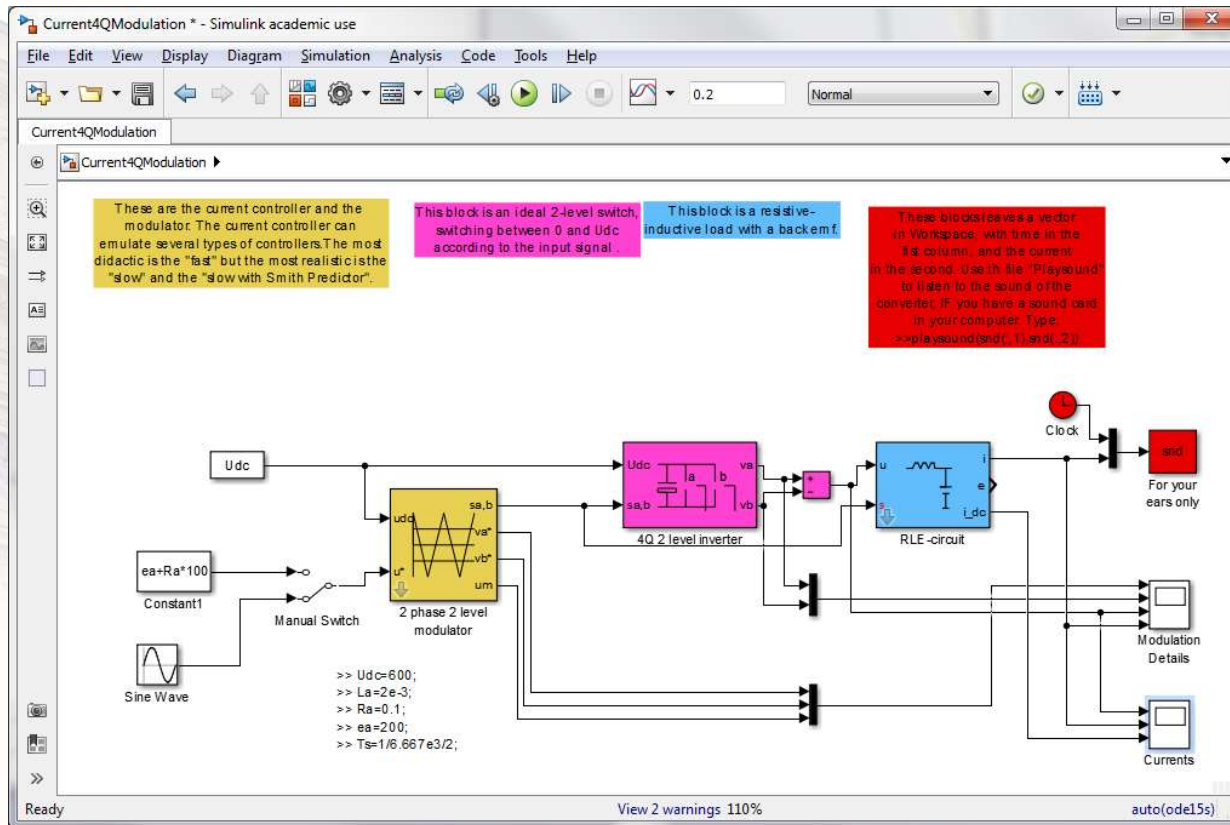 Current4QModulation * - Simulink academic use
File Edit View Display Diagram Simulation Analysis Code Tools Help
0.2 Normal
Current4QModulation
Current4QModulation
These are the current controller and the
modulator. The current controller can
emulate several types of controllers.The most
didactic is the "fast" but the most realistic is the
"slow" and the "slow with Smith Predictor".
This block is an ideal 2-level switch,
switching between 0 and Udc
according to the input signal .
This block is a resistive-
inductive load with a back emf.
These blocks leaves a vector
in Workspace, with time in the
fist column, and the current
in the second. Use th file "Playsound"
to listen to the sound of the
converter, IF you have a sound card
in your computer. Type:
>>playsound(snd(:,1),snd(:,2));
Clock
snd
For your
ears only
Udc
Udc
sa,b
a
b
va
vb
4Q 2 level inverter
+
-
u
s
i
e
i_dc
RLE-circuit
udc
u*
sa,b
va*
vb*
um
2 phase 2 level
modulator
ea+Ra*100
Constant1
Manual Switch
Sine Wave
>> Udc=600;
>> La=2e-3;
>> Ra=0.1;
>> ea=200;
>> Ts=1/6.667e3/2;
Modulation
Details
Currents
Ready View 2 warnings 110% auto(ode15s)